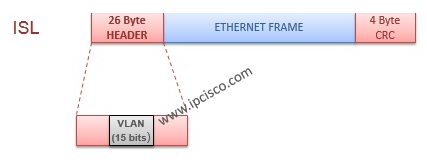 ISL
26 Byte
HEADER
ETHERNET FRAME
4 Byte
CRC
www.ipcisco.com
VLAN
(15 bits)